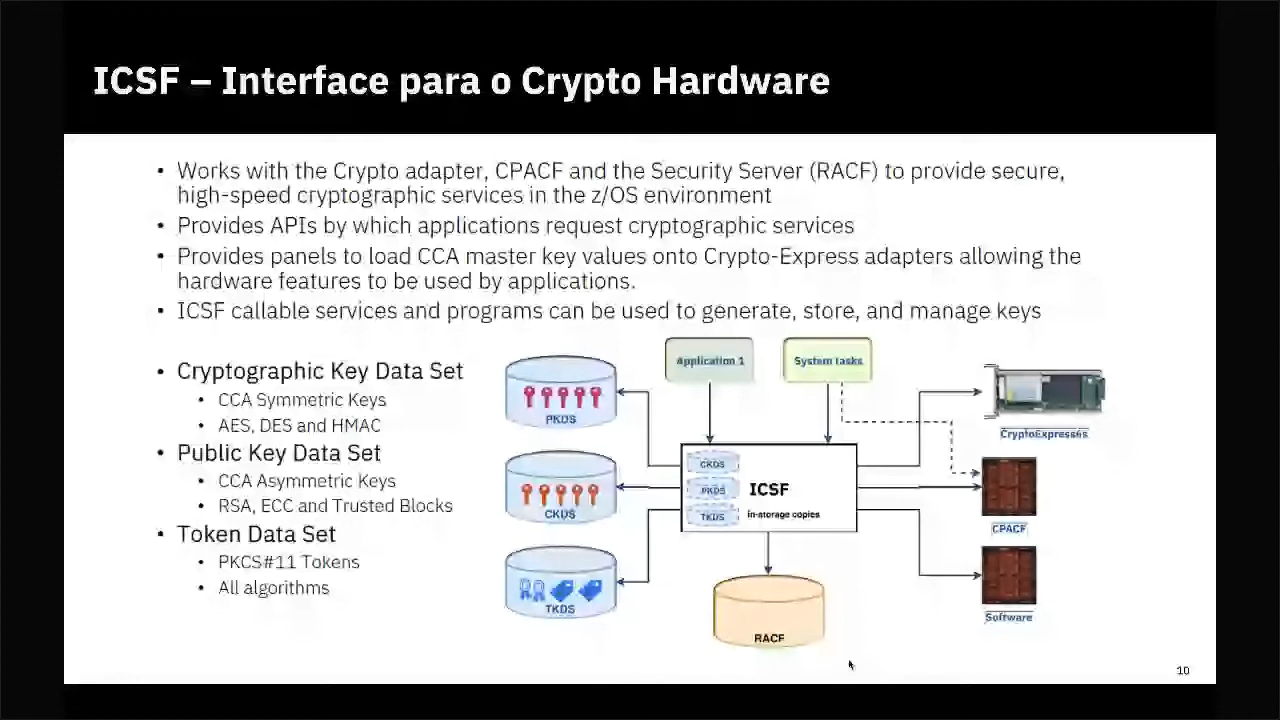 ICSF – Interface para o Crypto Hardware
• Works with the Crypto adapter, CPACF and the Security Server (RACF) to provide secure,
high-speed cryptographic services in the z/OS environment
• Provides APIs by which applications request cryptographic services
• Provides panels to load CCA master key values onto Crypto-Express adapters allowing the
hardware features to be used by applications.
• ICSF callable services and programs can be used to generate, store, and manage keys
• Cryptographic Key Data Set
• CCA Symmetric Keys
• AES, DES and HMAC
• Public Key Data Set
• CCA Asymmetric Keys
• RSA, ECC and Trusted Blocks
• Token Data Set
• PKCS#11 Tokens
• All algorithms
Application 1
System tasks
PKDS
CKDS
TKDS
CKDS
PKDS
TKDS
ICSF
in-storage copies
RACF
CryptoExpress6s
CPACF
Software
10